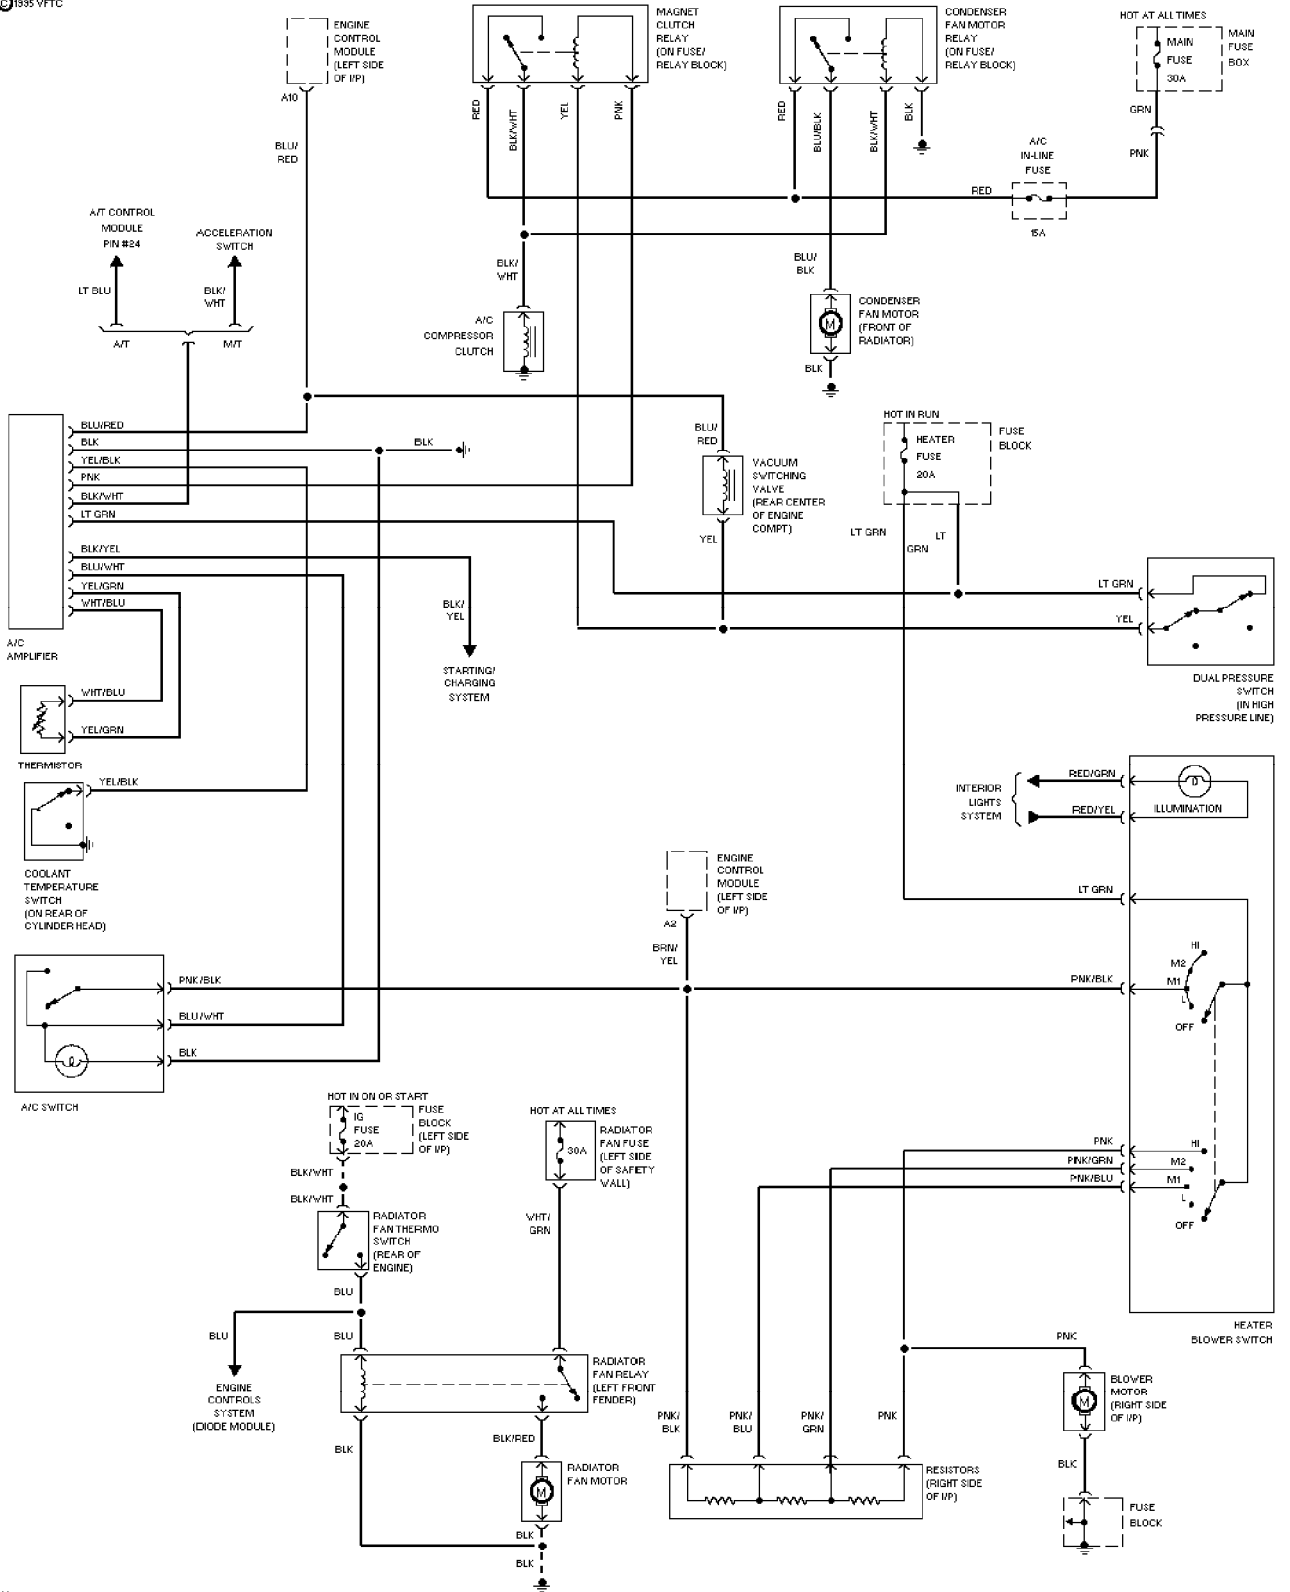 C 1995 VFTC
ENGINE
CONTROL
MODULE
(LEFT SIDE
OF I/P)
A10
BLU/
RED
MAGNET
CLUTCH
RELAY
(ON FUSE/
RELAY BLOCK)
RED
BLK/WHT
YEL
PNK
CONDENSER
FAN MOTOR
RELAY
(ON FUSE/
RELAY BLOCK)
RED
BLU/BLK
BLK/WHT
BLK
HOT AT ALL TIMES
MAIN
FUSE
30A
MAIN
FUSE
BOX
GRN
PNK
A/C
IN-LINE
FUSE
RED
15A
A/T CONTROL
MODULE
PIN #24
ACCELERATION
SWITCH
LT BLU
BLK/
WHT
A/T
M/T
BLK/
WHT
A/C
COMPRESSOR
CLUTCH
BLU/
BLK
CONDENSER
FAN MOTOR
(FRONT OF
RADIATOR)
M
BLK
BLU/RED
BLK
YEL/BLK
PNK
BLK/WHT
LT GRN
BLK/YEL
BLU/WHT
YEL/GRN
WHT/BLU
A/C
AMPLIFIER
BLK
BLU/
RED
VACUUM
SWITCHING
VALVE
(REAR CENTER
OF ENGINE
COMPT)
YEL
HOT IN RUN
HEATER
FUSE
20A
FUSE
BLOCK
LT GRN
LT
GRN
BLK/
YEL
STARTING/
CHARGING
SYSTEM
LT GRN
YEL
DUAL PRESSURE
SWITCH
(IN HIGH
PRESSURE LINE)
WHT/BLU
YEL/GRN
THERMISTOR
YEL/BLK
COOLANT
TEMPERATURE
SWITCH
(ON REAR OF
CYLINDER HEAD)
INTERIOR
LIGHTS
SYSTEM
RED/GRN
RED/YEL
ILLUMINATION
ENGINE
CONTROL
MODULE
(LEFT SIDE
OF I/P)
A2
BRN/
YEL
LT GRN
PNK/BLK
BLU/WHT
BLK
A/C SWITCH
PNK/BLK
HI
M2
M1
L
OFF
PNK
PNK/GRN
PNK/BLU
HI
M2
M1
L
OFF
HEATER
BLOWER SWITCH
HOT IN ON OR START
IG
FUSE
20A
FUSE
BLOCK
(LEFT SIDE
OF I/P)
BLK/WHT
BLK/WHT
RADIATOR
FAN THERMO
SWITCH
(REAR OF
ENGINE)
BLU
BLU
BLU
ENGINE
CONTROLS
SYSTEM
(DIODE MODULE)
HOT AT ALL TIMES
30A
RADIATOR
FAN FUSE
(LEFT SIDE
OF SAFETY
WALL)
WHT/
GRN
RADIATOR
FAN RELAY
(LEFT FRONT
FENDER)
BLK
BLK/RED
RADIATOR
FAN MOTOR
M
BLK
BLK
PNK/
BLK
PNK/
BLU
PNK/
GRN
PNK
RESISTORS
(RIGHT SIDE
OF I/P)
PNK
BLOWER
MOTOR
(RIGHT SIDE
OF I/P)
M
BLK
FUSE
BLOCK